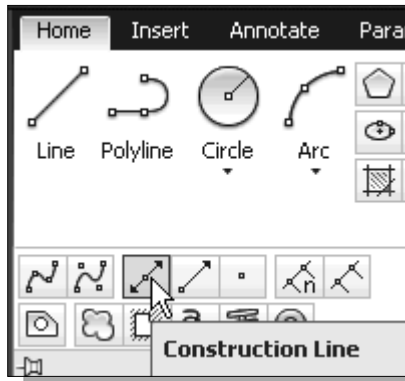 Home Insert Annotate Para
Line Polyline Circle Arc
n
Construction Line